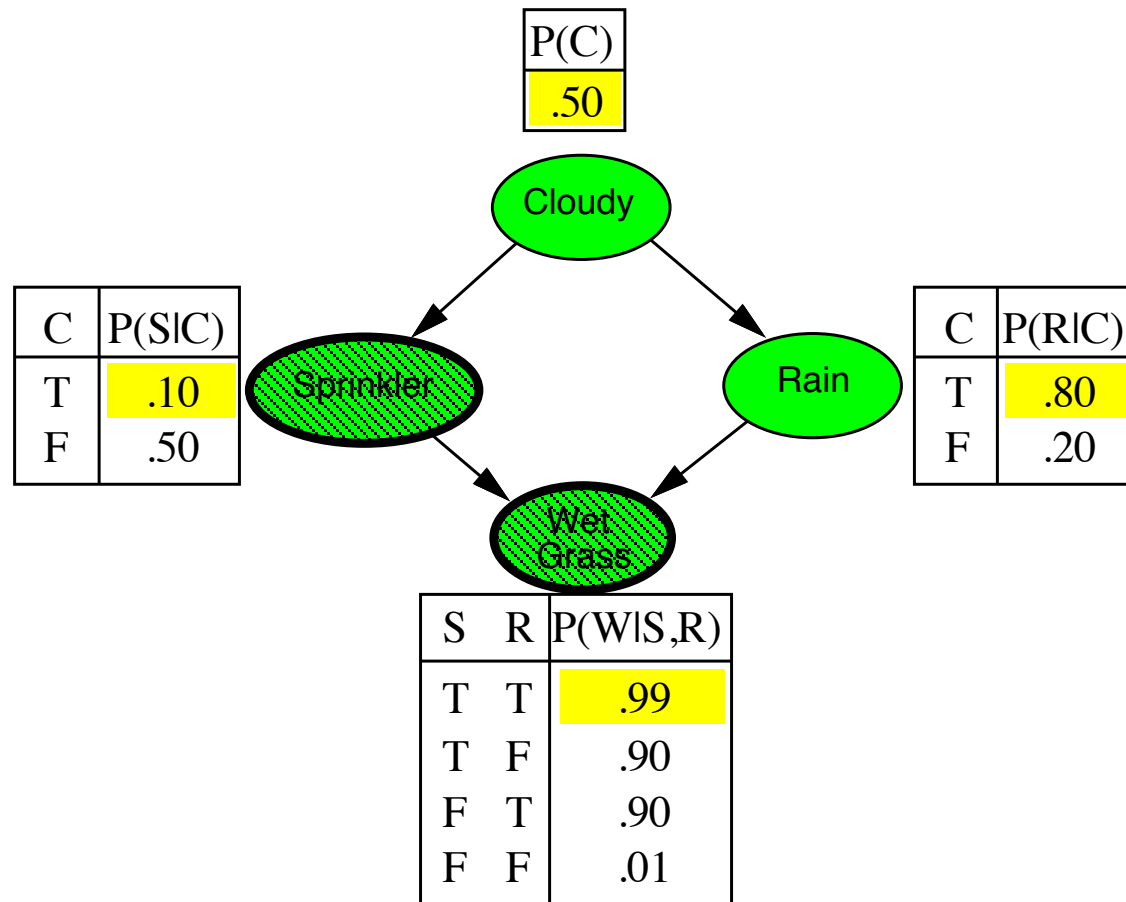 P(C)
.50
Cloudy
C P(S|C)
T .10
F .50
Sprinkler
Rain
C P(R|C)
T .80
F .20
Wet
Grass
S R P(W|S,R)
T T .99
T F .90
F T .90
F F .01